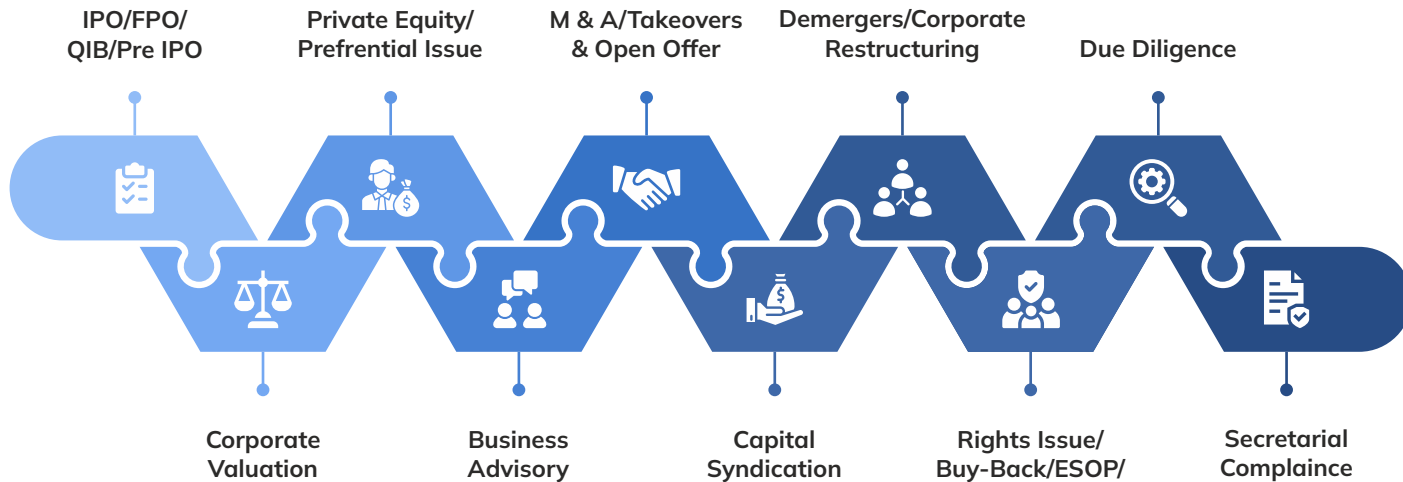 IPO/FPO/
QIB/Pre IPO
Private Equity/
Prefrential Issue
M & A/Takeovers
& Open Offer
Demergers/Corporate
Restructuring
Due Diligence
$
$
Corporate
Valuation
Business
Advisory
Capital
Syndication
Rights Issue/
Buy-Back/ESOP/
Secretarial
Complaince